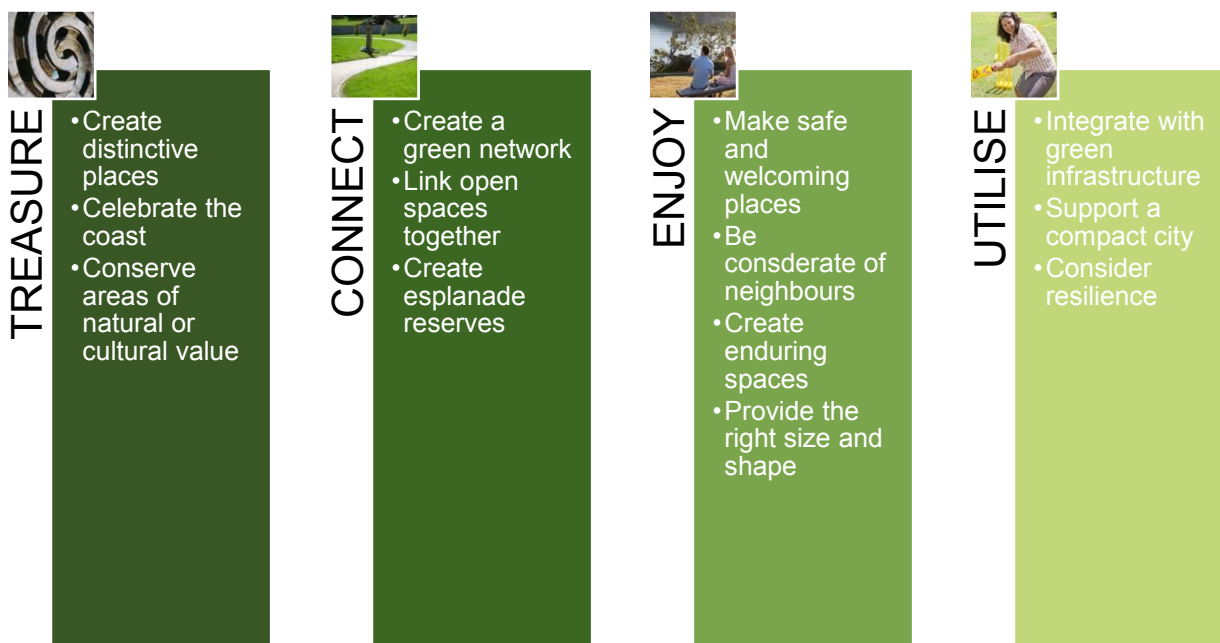 TREASURE
•Create
distinctive
places
•Celebrate the
coast
•Conserve
areas of
natural or
cultural value
CONNECT
•Create a
green network
•Link open
spaces
together
•Create
esplanade
reserves
ENJOY
•Make safe
and
welcoming
places
•Be
consderate of
neighbours
•Create
enduring
spaces
•Provide the
right size and
shape
UTILISE
•Integrate with
green
infrastructure
•Support a
compact city
•Consider
resilience